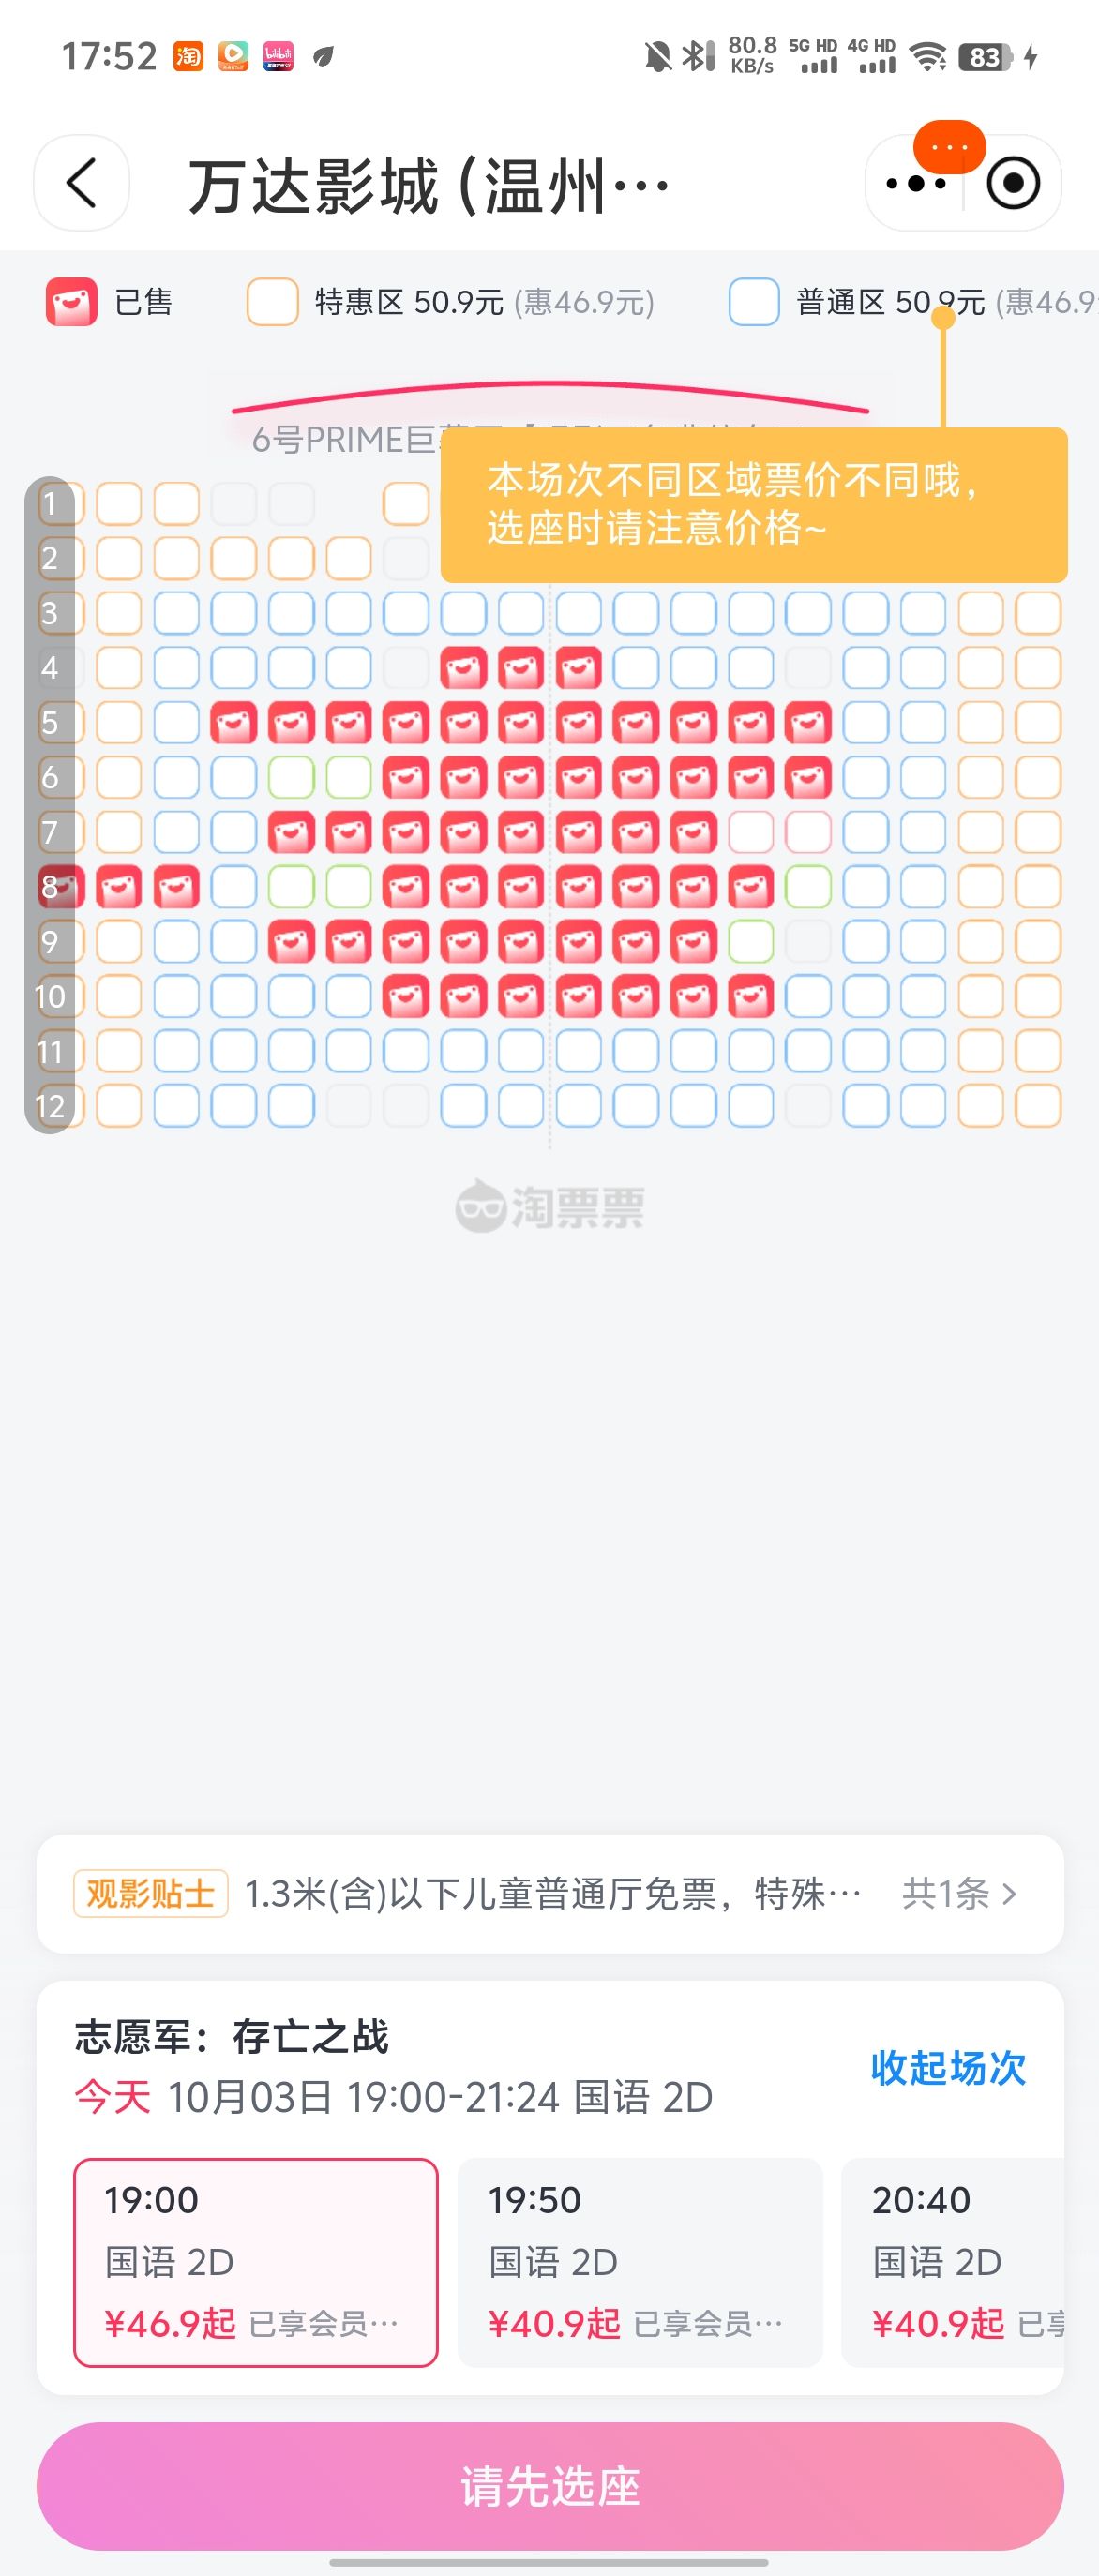 17:52 淘 bilibili 80.8 KB/s 5G HD 4G HD 83
万达影城(温州···
已售 特惠区 50.9元 (惠46.9元) 普通区 50.9元 (惠46.9
6号PRIME巨
本场次不同区域票价不同哦，
选座时请注意价格~
1
2
3
4
5
6
7
8
9
10
11
12
淘票票
观影贴士 1.3米(含)以下儿童普通厅免票，特殊··· 共1条 >
志愿军：存亡之战
收起场次
今天 10月03日 19:00-21:24 国语 2D
19:00 19:50 20:40
国语 2D 国语 2D 国语 2D
¥46.9起 已享会员··· ¥40.9起 已享会员··· ¥40.9起 已享
请先选座